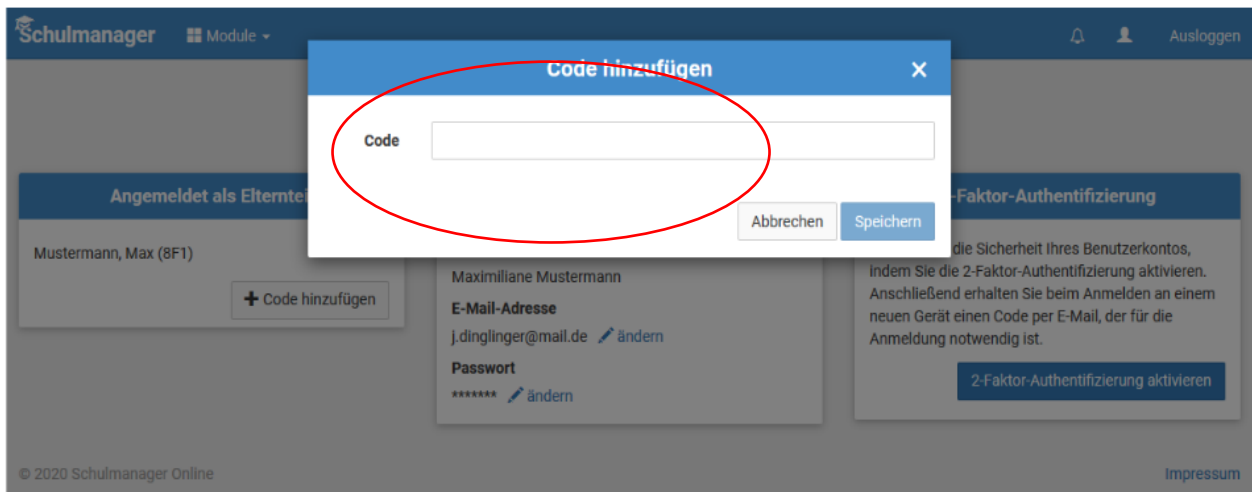 Schulmanager Module Ausloggen
Code hinzufügen ×
Code
Abbrechen Speichern
Angemeldet als
Mustermann, Max (8F1)
+ Code hinzufügen
Maximiliane Mustermann
E-Mail-Adresse
j.dinglinger@mail.de ändern
Passwort
******* ändern
-Faktor-Authentifizierung
die Sicherheit Ihres Benutzerkontos,
indem Sie die 2-Faktor-Authentifizierung aktivieren.
Anschließend erhalten Sie beim Anmelden an einem
neuen Gerät einen Code per E-Mail, der für die
Anmeldung notwendig ist.
2-Faktor-Authentifizierung aktivieren
© 2020 Schulmanager Online Impressum